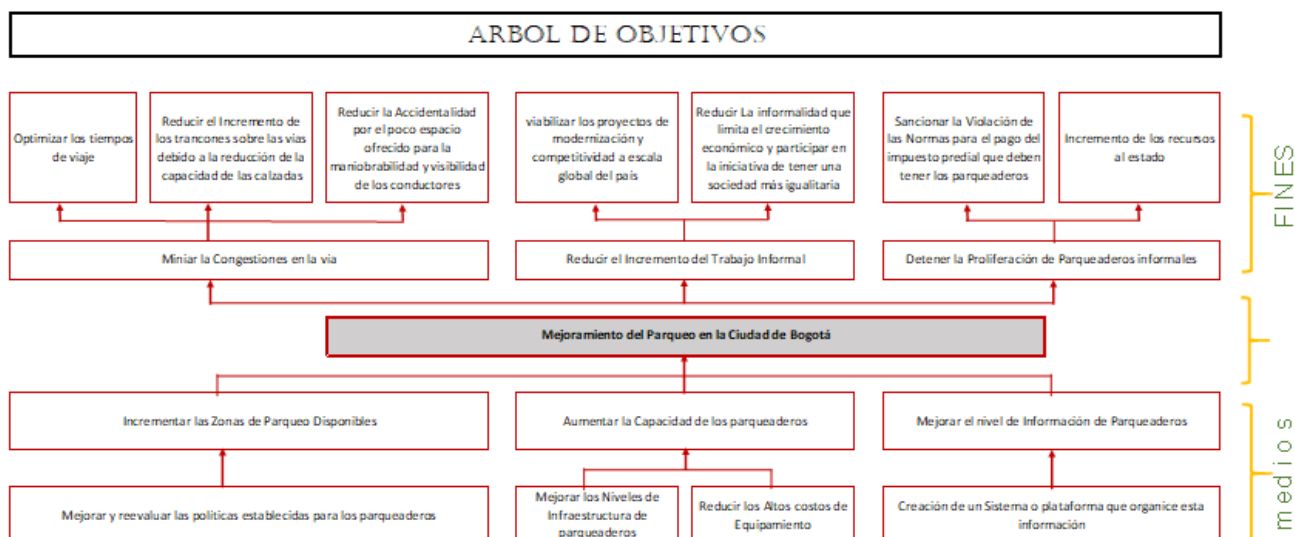 ARBOL DE OBJETIVOS
Optimizar los tiempos
de viaje
Reducir el Incremento de
los trancones sobre las vías
debido a la reducción de la
capacidad de las calzadas
Reducir la Accidentalidad
por el poco espacio
ofrecido para la
maniobrabilidad y visibilidad
de los conductores
viabilizar los proyectos de
modernización y
competitividad a escala
global del país
Reducir La informalidad que
limita el crecimiento
económico y participar en
la iniciativa de tener una
sociedad más igualitaria
Sancionar la Violación de
las Normas para el pago del
impuesto predial que deben
tener los parqueaderos
Incremento de los recursos
al estado
FINES
Miniar la Congestiones en la vía
Reducir el Incremento del Trabajo Informal
Detener la Proliferación de Parqueaderos informales
Mejoramiento del Parqueo en la Ciudad de Bogotá
Incrementar las Zonas de Parqueo Disponibles
Aumentar la Capacidad de los parqueaderos
Mejorar el nivel de Información de Parqueaderos
medios
Mejorar y reevaluar las políticas establecidas para los parqueaderos
Mejorar los Niveles de
Infraestructura de
parqueaderos
Reducir los Altos costos de
Equipamiento
Creación de un Sistema o plataforma que organice esta
información